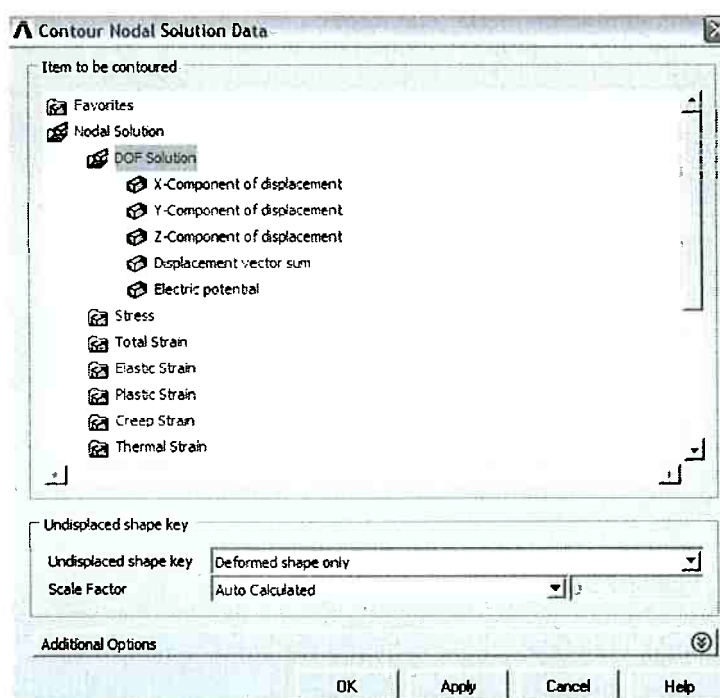 Contour Nodal Solution Data
Item to be contoured
Favorites
Nodal Solution
DOF Solution
X-Component of displacement
Y-Component of displacement
Z-Component of displacement
Displacement vector sum
Electric potential
Stress
Total Strain
Elastic Strain
Plastic Strain
Creep Strain
Thermal Strain
Undisplaced shape key
Undisplaced shape key Deformed shape only
Scale Factor Auto Calculated
Additional Options
OK Apply Cancel Help